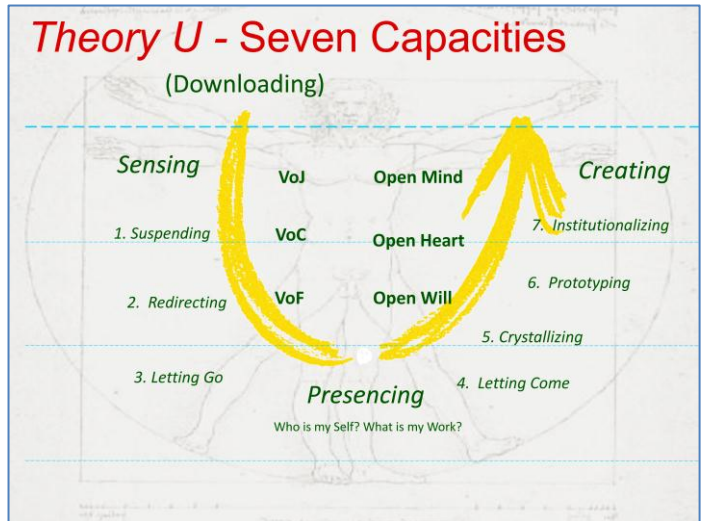 Theory U - Seven Capacities
(Downloading)
Sensing
VoJ
Open Mind
Creating
1. Suspending
VoC
Open Heart
7. Institutionalizing
2. Redirecting
VoF
Open Will
6. Prototyping
5. Crystallizing
3. Letting Go
Presencing
4. Letting Come
Who is my Self? What is my Work?